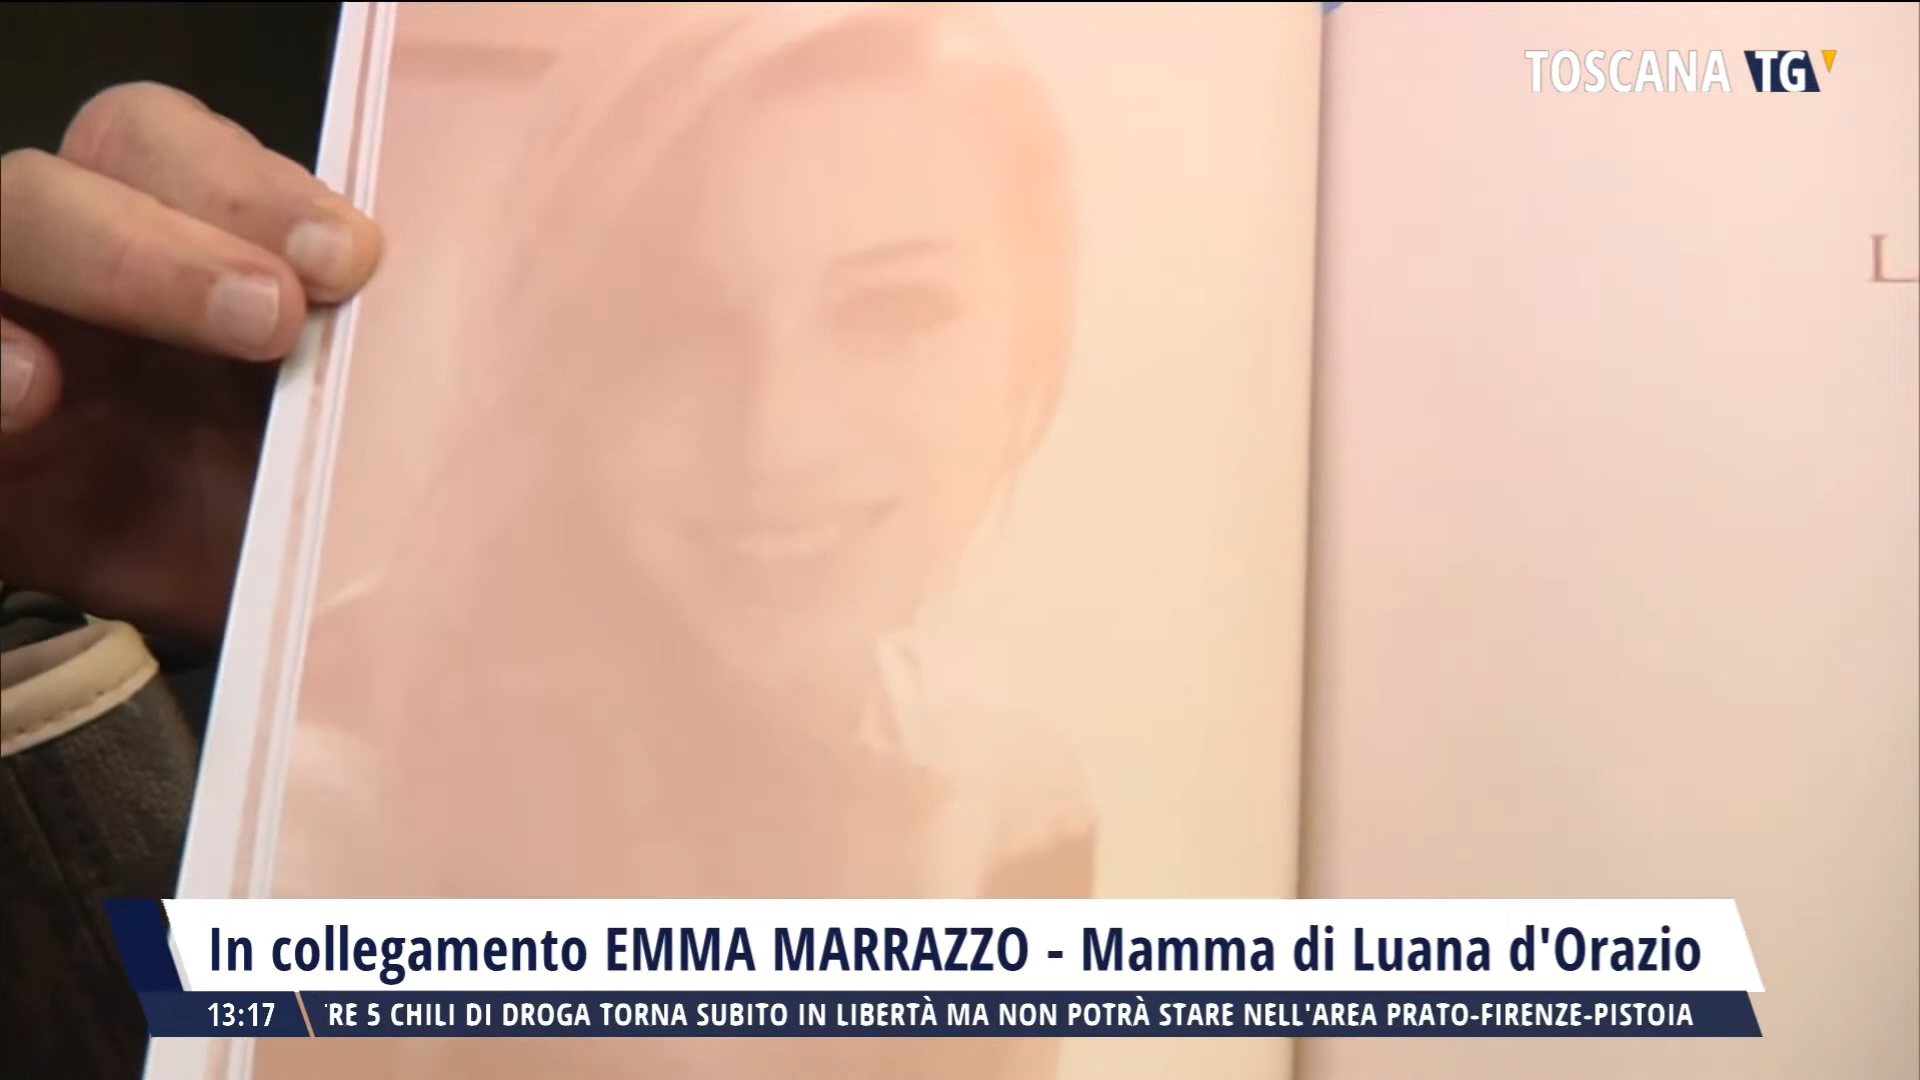 TOSCANA TG
L
In collegamento EMMA MARRAZZO - Mamma di Luana d'Orazio
13:17 'RE 5 CHILI DI DROGA TORNA SUBITO IN LIBERTÀ MA NON POTRÀ STARE NELL'AREA PRATO-FIRENZE-PISTOIA